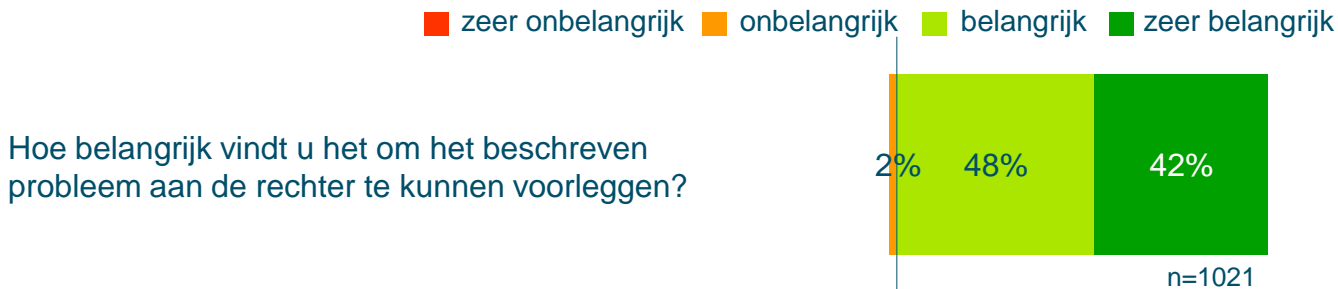 zeer onbelangrijk onbelangrijk belangrijk zeer belangrijk
Hoe belangrijk vindt u het om het beschreven
probleem aan de rechter te kunnen voorleggen?
2% 48% 42%
n=1021